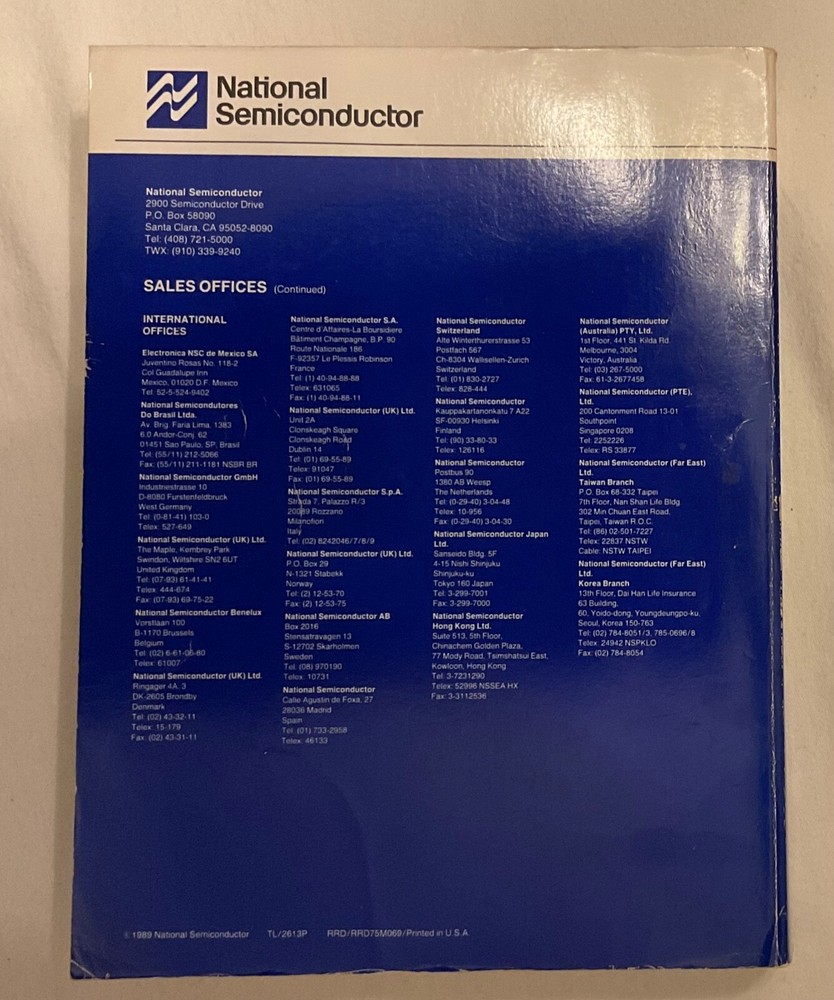 National
Semiconductor
National Semiconductor
2900 Semiconductor Drive
P.O. Box 58090
Santa Clara, CA 95052-8090
Tel: (408) 721-5000
TWX: (910) 339-9240
SALES OFFICES (Continued)
INTERNATIONAL
OFFICES
Electronica NSC de Mexico SA
Juventino Rosas No. 118-2
Col Guadalupe Inn
Mexico, 01020 D.F. Mexico
Tel: 52-5-524-9402
National Semicondutores
Do Brasil Ltda.
Av. Brig. Faria Lima, 1383
6.0 Andor-Conj. 62
01451 Sao Paulo, SP, Brasil
Tel: (55/11) 212-5066
Fax: (55/11) 211-1181 NSBR BR
National Semiconductor GmbH
Industriestrasse 10
D-8080 Furstenfeldbruck
West Germany
Tel: (0-81-41) 103-0
Telex: 527-649
National Semiconductor (UK) Ltd.
The Maple, Kembrey Park
Swindon, Wiltshire SN2 6UT
United Kingdom
Tel: (07-93) 61-41-41
Telex: 444-674
Fax: (07-93) 69-75-22
National Semiconductor Benelux
Vorstlaan 100
B-1170 Brussels
Belgium
Tel: (02) 6-61-06-80
Telex: 61007
National Semiconductor (UK) Ltd.
Ringager 4A, 3
DK-2605 Brondby
Denmark
Tel: (02) 43-32-11
Telex: 15-179
Fax: (02) 43-31-11
National Semiconductor S.A.
Centre d'Affaires-La Boursidiere
Bâtiment Champagne, B.P. 90
Route Nationale 186
F-92357 Le Plessis Robinson
France
Tel: (1) 40-94-88-88
Telex: 631065
Fax: (1) 40-94-88-11
National Semiconductor (UK) Ltd.
Unit 2A
Clonskeagh Square
Clonskeagh Road
Dublin 14
Tel: (01) 69-55-89
Telex: 91047
Fax: (01) 69-55-89
National Semiconductor S.p.A.
Strada 7, Palazzo R/3
20089 Rozzano
Milanofiori
Italy
Tel: (02) 8242046/7/8/9
National Semiconductor (UK) Ltd.
P.O. Box 29
N-1321 Stabekk
Norway
Tel: (2) 12-53-70
Fax: (2) 12-53-75
National Semiconductor AB
Box 2016
Stensatravagen 13
S-12702 Skarholmen
Sweden
Tel: (08) 970190
Telex: 10731
National Semiconductor
Calle Agustin de Foxa, 27
28036 Madrid
Spain
Tel: (01) 733-2958
Telex: 46133
National Semiconductor
Switzerland
Alte Winterthurerstrasse 53
Postfach 567
Ch-8304 Wallisellen-Zurich
Switzerland
Tel: (01) 830-2727
Telex: 828-444
National Semiconductor
Kauppakartanonkatu 7 A22
SF-00930 Helsinki
Finland
Tel: (90) 33-80-33
Telex: 126116
National Semiconductor
Postbus 90
1380 AB Weesp
The Netherlands
Tel: (0-29-40) 3-04-48
Telex: 10-956
Fax: (0-29-40) 3-04-30
National Semiconductor Japan
Ltd.
Sanseido Bldg. 5F
4-15 Nishi Shinjuku
Shinjuku-ku
Tokyo 160 Japan
Tel: 3-299-7001
Fax: 3-299-7000
National Semiconductor
Hong Kong Ltd.
Suite 513, 5th Floor,
Chinachem Golden Plaza,
77 Mody Road, Tsimshatsui East,
Kowloon, Hong Kong
Tel: 3-7231290
Telex: 52996 NSSEA HX
Fax: 3-3112536
National Semiconductor
(Australia) PTY, Ltd.
1st Floor, 441 St. Kilda Rd.
Melbourne, 3004
Victory, Australia
Tel: (03) 267-5000
Fax: 61-3-2677458
National Semiconductor (PTE),
Ltd.
200 Cantonment Road 13-01
Southpoint
Singapore 0208
Tel: 2252226
Telex: RS 33877
National Semiconductor (Far East)
Ltd.
Taiwan Branch
P.O. Box 68-332 Taipei
7th Floor, Nan Shan Life Bldg
302 Min Chuan East Road,
Taipei, Taiwan R.O.C.
Tel: (86) 02-501-7227
Telex: 22837 NSTW
Cable: NSTW TAIPEI
National Semiconductor (Far East)
Ltd.
Korea Branch
13th Floor, Dai Han Life Insurance
63 Building,
60, Yoido-dong, Youngdeungpo-ku,
Seoul, Korea 150-763
Tel: (02) 784-8051/3, 785-0696/8
Telex: 24942 NSPKLO
Fax: (02) 784-8054
© 1989 National Semiconductor TL/2613P RRD/RRD75M069/Printed in U.S.A.